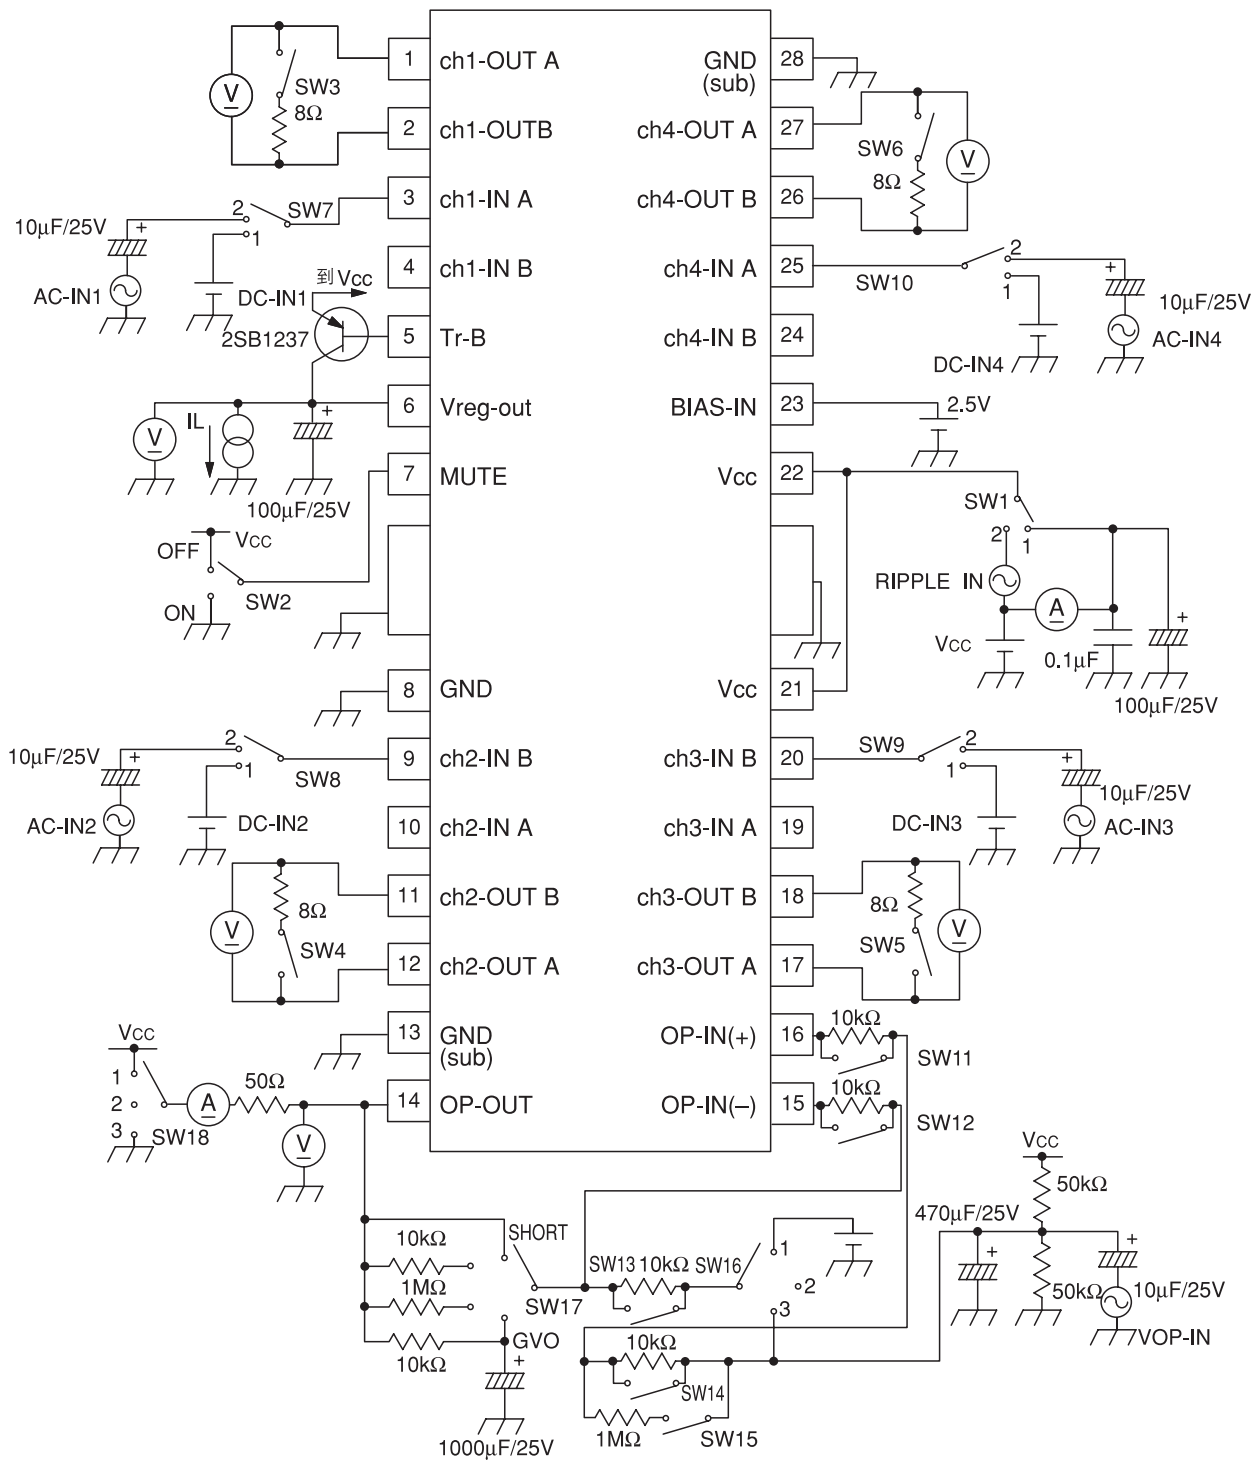 1 ch1-OUT A
GND
(sub) 28
V
SW3
8Ω
2 ch1-OUTB
ch4-OUT A 27
SW6
8Ω
V
3 ch1-IN A
ch4-OUT B 26
10µF/25V
+
2
1
SW7
4 ch1-IN B
ch4-IN A 25
SW10
2
1
+
10µF/25V
AC-IN1
DC-IN1
到 Vcc
2SB1237
5 Tr-B
ch4-IN B 24
DC-IN4
AC-IN4
6 Vreg-out
BIAS-IN 23
2.5V
V
IL
+
100µF/25V
7 MUTE
Vcc 22
SW1
2
1
OFF
Vcc
ON
SW2
RIPPLE IN
A
Vcc
0.1µF
+
100µF/25V
8 GND
Vcc 21
10µF/25V
+
2
1
SW8
9 ch2-IN B
ch3-IN B 20
SW9
2
1
+
10µF/25V
AC-IN2
DC-IN2
10 ch2-IN A
ch3-IN A 19
DC-IN3
AC-IN3
11 ch2-OUT B
ch3-OUT B 18
V
8Ω
SW4
8Ω
SW5
V
12 ch2-OUT A
ch3-OUT A 17
13 GND
(sub)
OP-IN(+) 16
10kΩ
SW11
Vcc
1
2
3
SW18
A
50Ω
14 OP-OUT
OP-IN(–) 15
10kΩ
SW12
V
Vcc
50kΩ
470µF/25V
+
50kΩ
+
10µF/25V
VOP-IN
10kΩ
SHORT
1MΩ
SW17
SW13
10kΩ
SW16
1
2
3
10kΩ
GVO
+
1000µF/25V
10kΩ
SW14
1MΩ
SW15